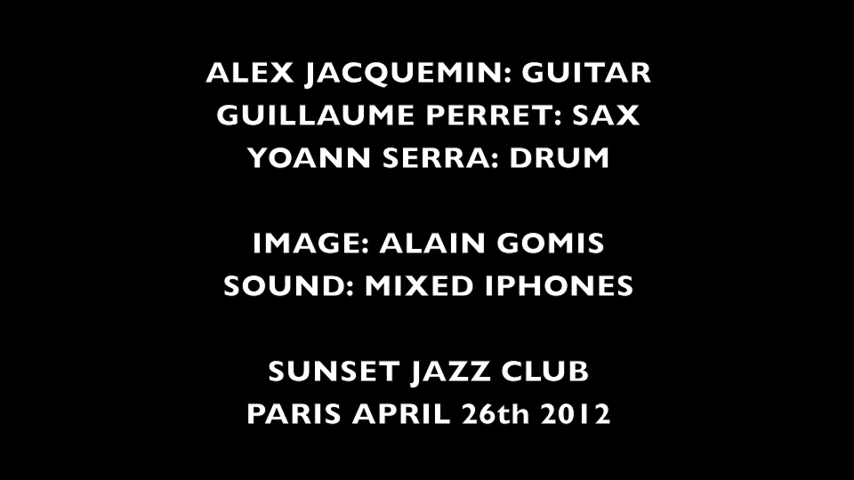 ALEX JACQUEMIN: GUITAR
GUILLAUME PERRET: SAX
YOANN SERRA: DRUM
IMAGE: ALAIN GOMIS
SOUND: MIXED IPHONES
SUNSET JAZZ CLUB
PARIS APRIL 26th 2012